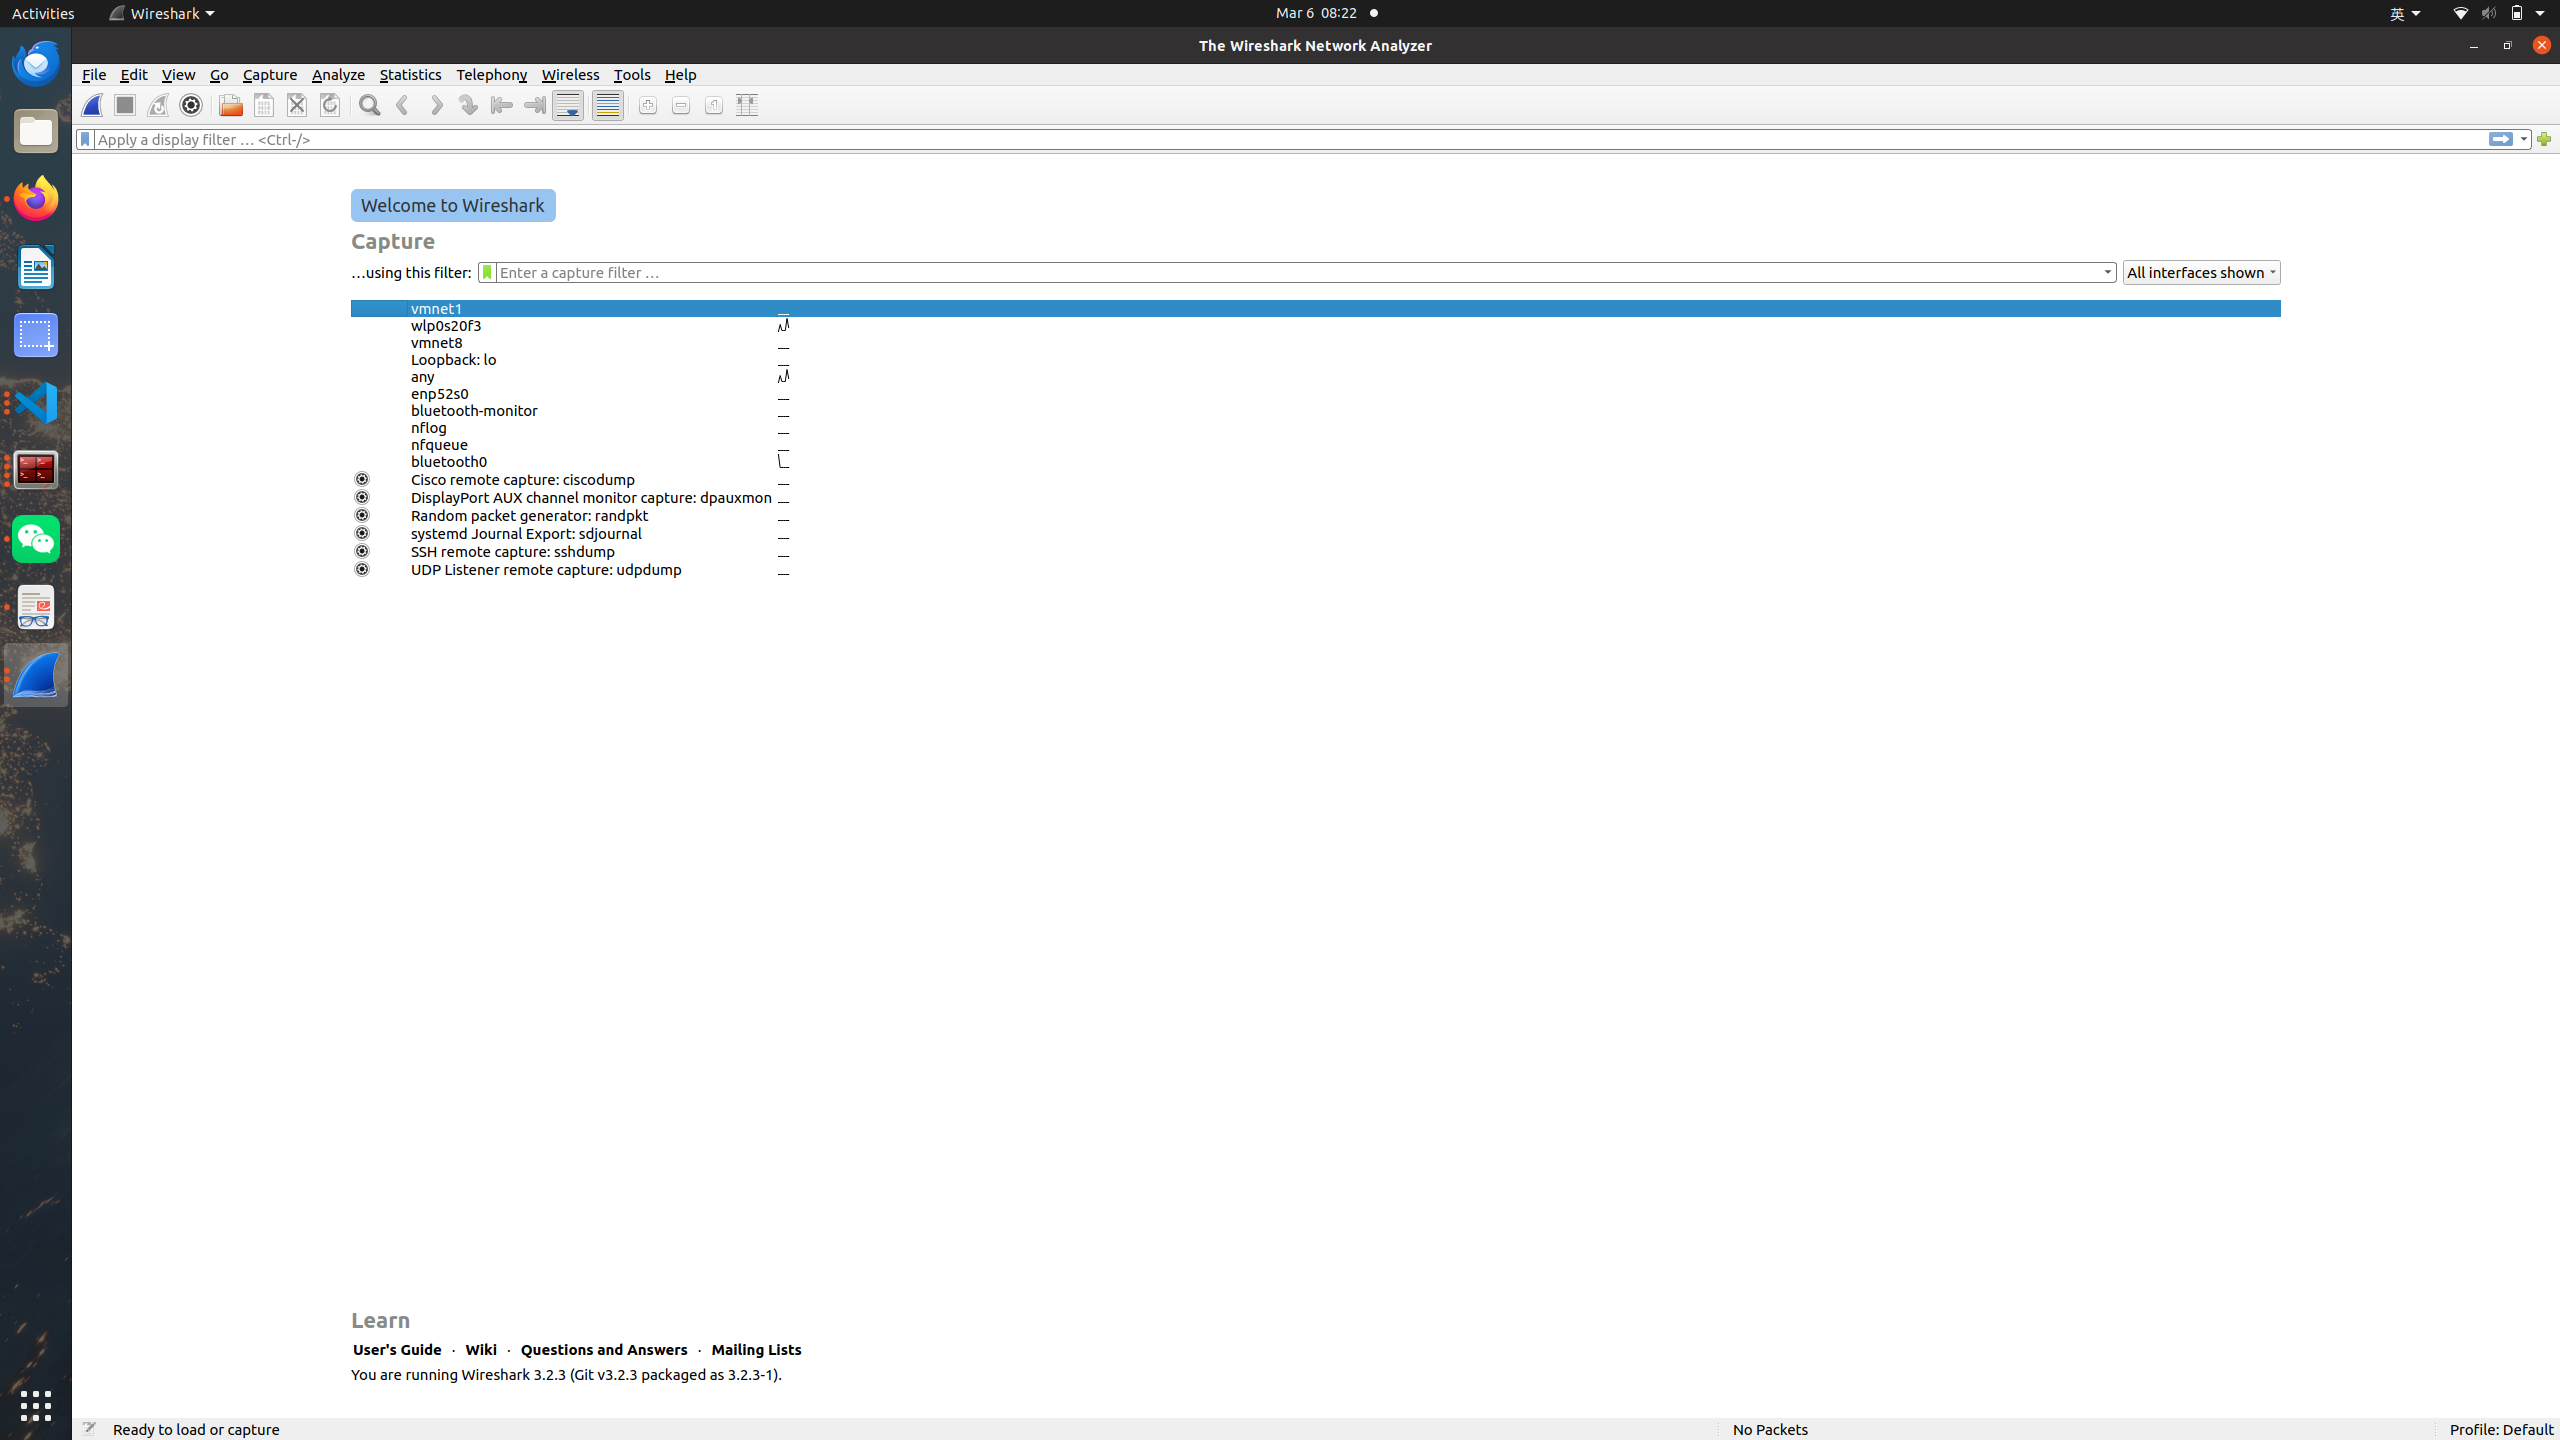 Activities Wireshark Mar 6 08:22 英
The Wireshark Network Analyzer
File Edit View Go Capture Analyze Statistics Telephony Wireless Tools Help
Apply a display filter … <Ctrl-/>
Welcome to Wireshark
Capture
…using this filter: Enter a capture filter … All interfaces shown
vmnet1
wlp0s20f3
vmnet8
Loopback: lo
any
enp52s0
bluetooth-monitor
nflog
nfqueue
bluetooth0
Cisco remote capture: ciscodump
DisplayPort AUX channel monitor capture: dpauxmon
Random packet generator: randpkt
systemd Journal Export: sdjournal
SSH remote capture: sshdump
UDP Listener remote capture: udpdump
Learn
User's Guide · Wiki · Questions and Answers · Mailing Lists
You are running Wireshark 3.2.3 (Git v3.2.3 packaged as 3.2.3-1).
Ready to load or capture No Packets Profile: Default